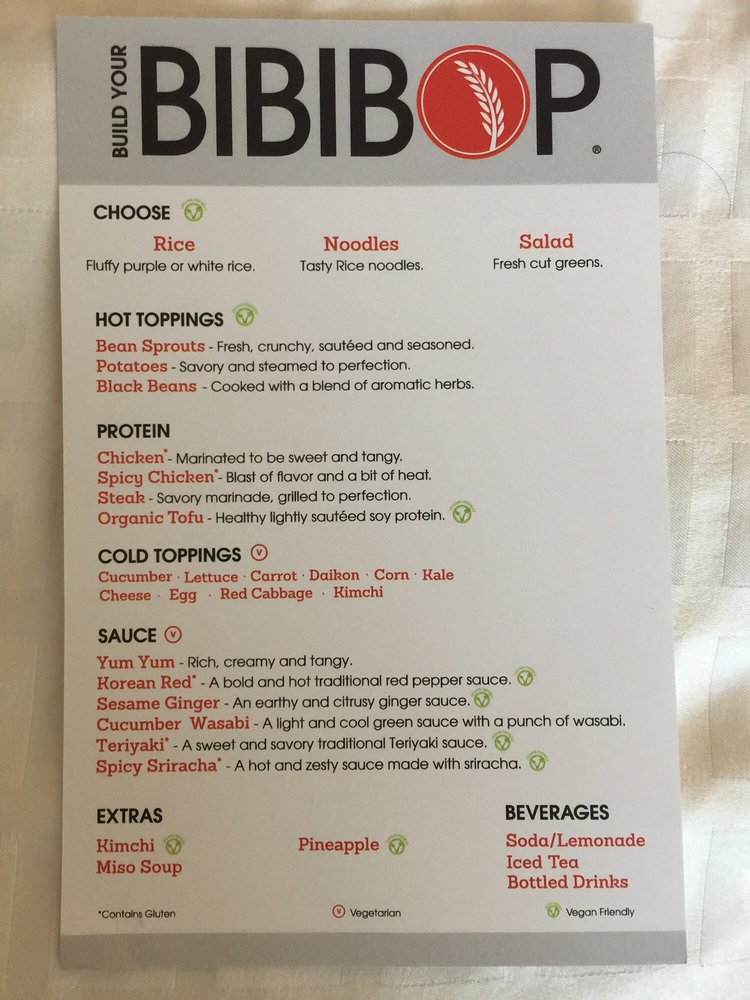 BUILD YOUR
BIBIBOP®
CHOOSE
Rice Noodles Salad
Fluffy purple or white rice. Tasty Rice noodles. Fresh cut greens.
HOT TOPPINGS
Bean Sprouts - Fresh, crunchy, sautéed and seasoned.
Potatoes - Savory and steamed to perfection.
Black Beans - Cooked with a blend of aromatic herbs.
PROTEIN
Chicken* - Marinated to be sweet and tangy.
Spicy Chicken* - Blast of flavor and a bit of heat.
Steak - Savory marinade, grilled to perfection.
Organic Tofu - Healthy lightly sautéed soy protein.
COLD TOPPINGS V
Cucumber · Lettuce · Carrot · Daikon · Corn · Kale
Cheese · Egg · Red Cabbage · Kimchi
SAUCE V
Yum Yum - Rich, creamy and tangy.
Korean Red* - A bold and hot traditional red pepper sauce.
Sesame Ginger - An earthy and citrusy ginger sauce.
Cucumber Wasabi - A light and cool green sauce with a punch of wasabi.
Teriyaki* - A sweet and savory traditional Teriyaki sauce.
Spicy Sriracha* - A hot and zesty sauce made with sriracha.
EXTRAS
Kimchi Pineapple
Miso Soup
BEVERAGES
Soda/Lemonade
Iced Tea
Bottled Drinks
*Contains Gluten V Vegetarian Vegan Friendly